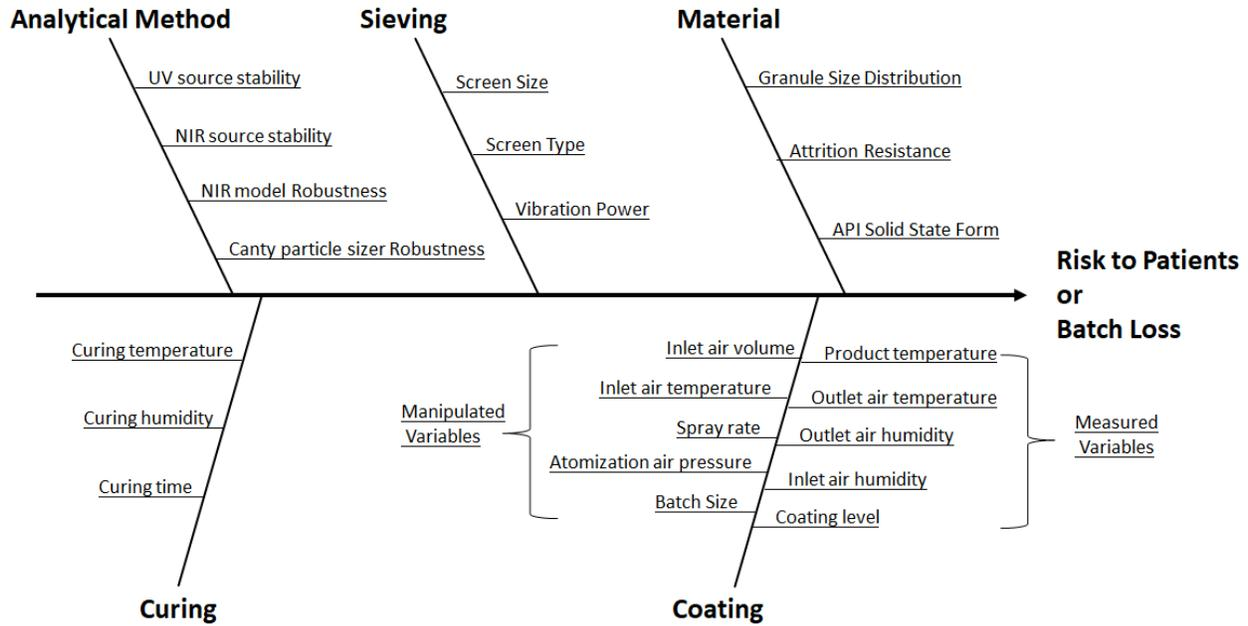 Analytical Method
Sieving
Material
UV source stability
NIR source stability
NIR model Robustness
Canty particle sizer Robustness
Screen Size
Screen Type
Vibration Power
Granule Size Distribution
Attrition Resistance
API Solid State Form
Risk to Patients
or
Batch Loss
Curing temperature
Curing humidity
Curing time
Manipulated
Variables
Inlet air volume
Inlet air temperature
Spray rate
Atomization air pressure
Batch Size
Product temperature
Outlet air temperature
Outlet air humidity
Inlet air humidity
Coating level
Measured
Variables
Curing
Coating